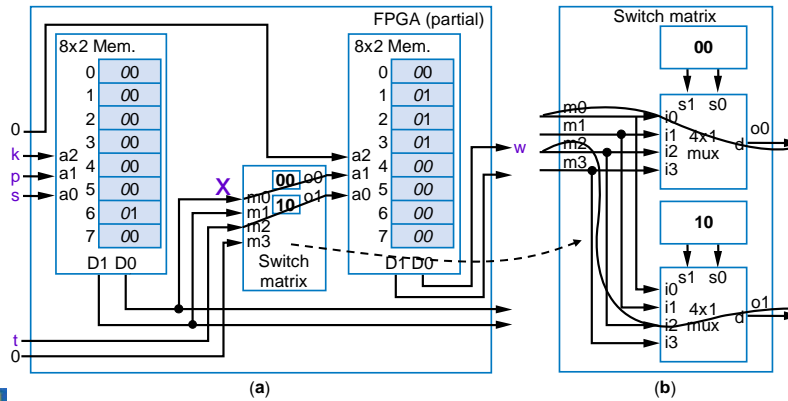 FPGA (partial)
8x2 Mem.
0 00
1 00
2 00
3 00
4 00
5 00
6 01
7 00
a2
a1
a0
D1 D0
0
k
p
s
t
0
X
m0
m1
m2
m3
00
10
o0
o1
Switch
matrix
8x2 Mem.
0 00
1 01
2 01
3 01
4 00
5 00
6 00
7 00
a2
a1
a0
D1 D0
w
(a)
Switch matrix
00
s1 s0
m0
m1
m2
m3
i0
i1
i2
i3
4x1
mux
d
o0
10
s1 s0
i0
i1
i2
i3
4x1
mux
d
o1
(b)